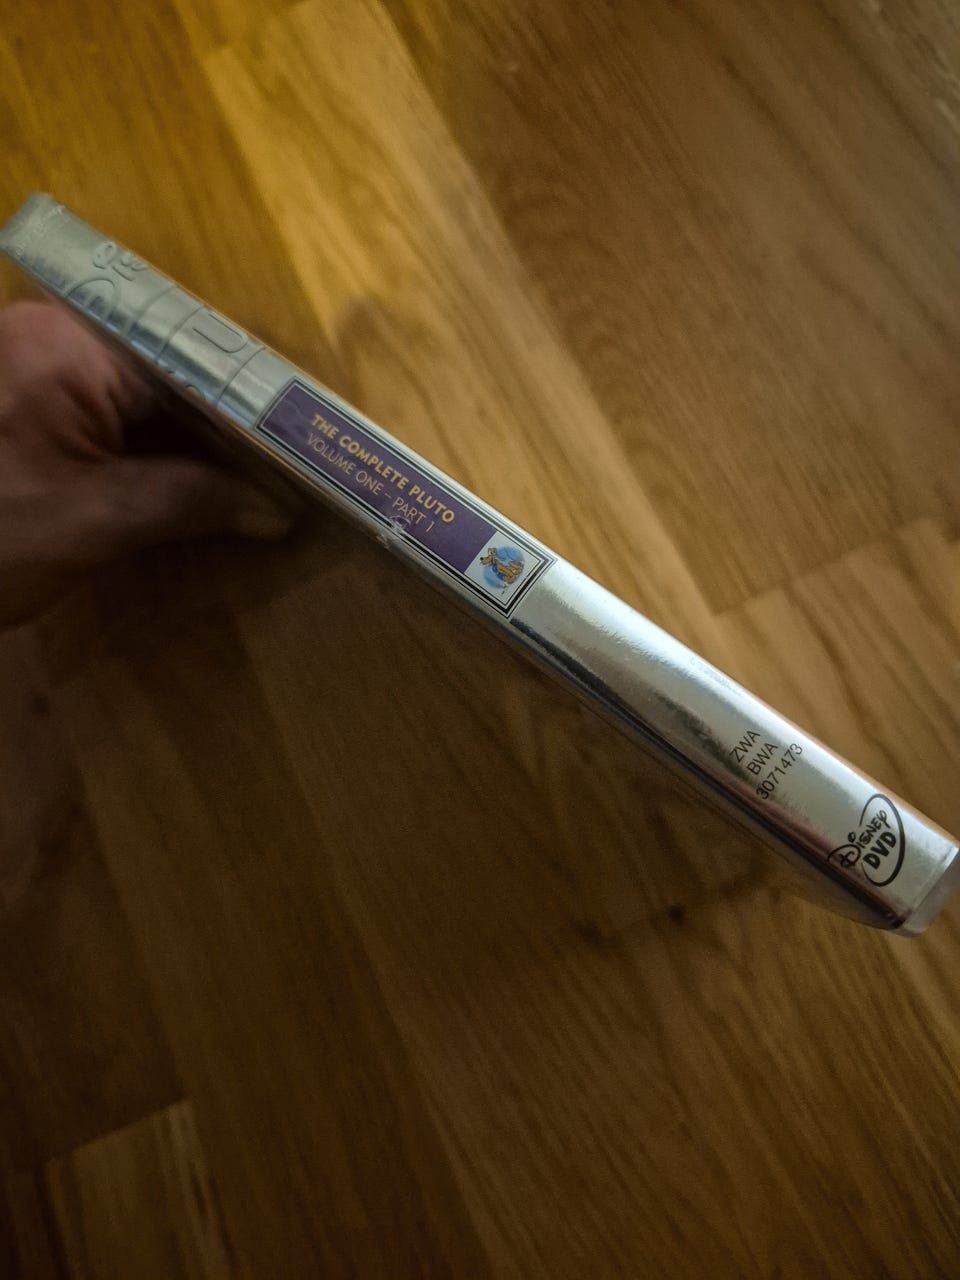 THE COMPLETE PLUTO
VOLUME ONE - PART 1
ZWA
BWA
3071473
DISNEY
DVD